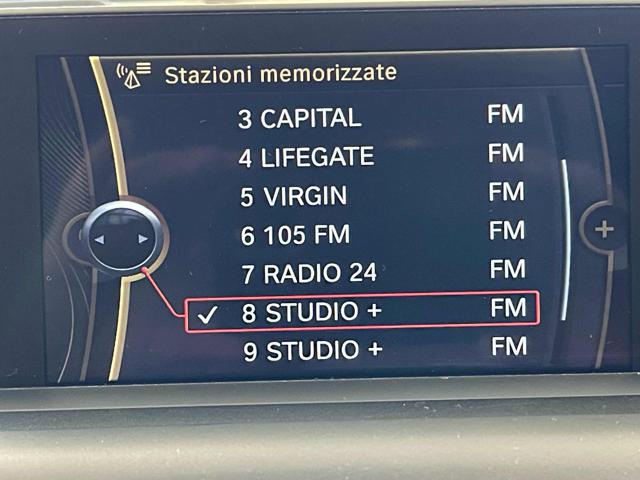 Stazioni memorizzate
3 CAPITAL FM
4 LIFEGATE FM
5 VIRGIN FM
6 105 FM FM
7 RADIO 24 FM
8 STUDIO + FM
9 STUDIO + FM